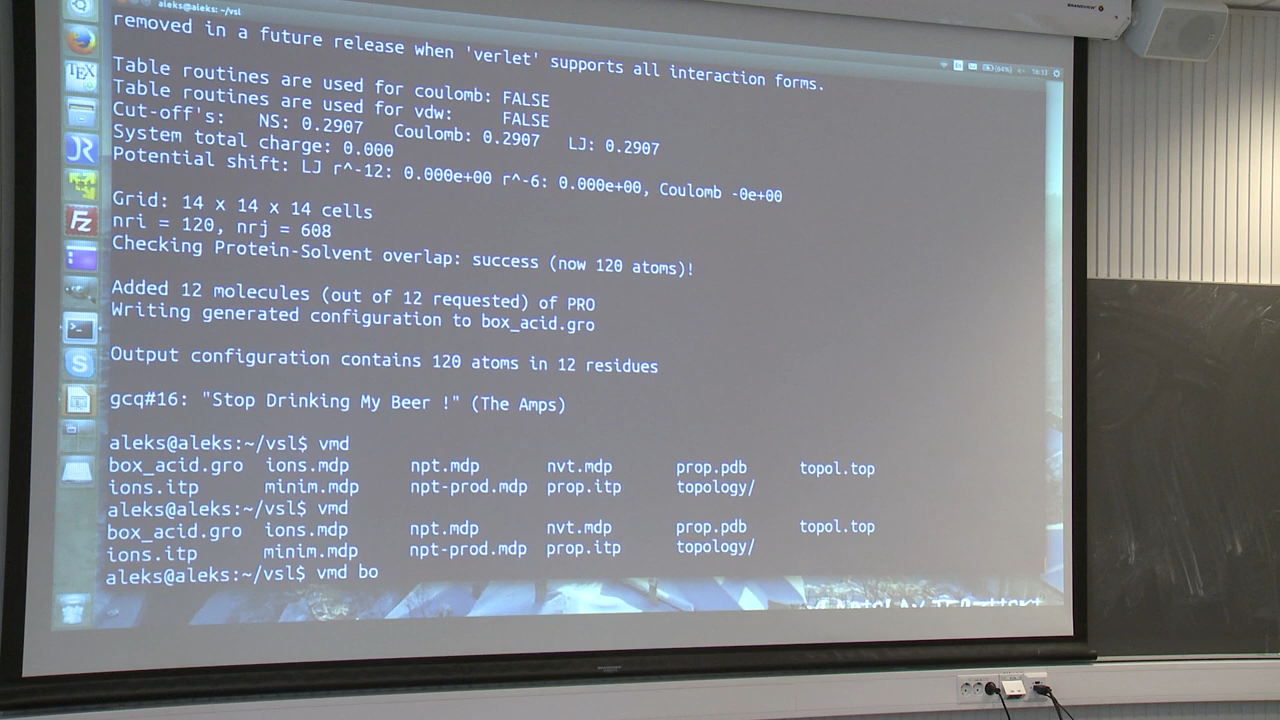 aleks@aleks: ~/vsl
removed in a future release when 'verlet' supports all interaction forms.
Table routines are used for coulomb: FALSE
Table routines are used for vdw: FALSE
Cut-off's: NS: 0.2907 Coulomb: 0.2907 LJ: 0.2907
System total charge: 0.000
Potential shift: LJ r^-12: 0.000e+00 r^-6: 0.000e+00, Coulomb -0e+00
Grid: 14 x 14 x 14 cells
nri = 120, nrj = 608
Checking Protein-Solvent overlap: success (now 120 atoms)!
Added 12 molecules (out of 12 requested) of PRO
Writing generated configuration to box_acid.gro
Output configuration contains 120 atoms in 12 residues
gcq#16: "Stop Drinking My Beer !" (The Amps)
aleks@aleks:~/vsl$ vmd
box_acid.gro ions.mdp npt.mdp nvt.mdp prop.pdb topol.top
ions.itp minim.mdp npt-prod.mdp prop.itp topology/
aleks@aleks:~/vsl$ vmd
box_acid.gro ions.mdp npt.mdp nvt.mdp prop.pdb topol.top
ions.itp minim.mdp npt-prod.mdp prop.itp topology/
aleks@aleks:~/vsl$ vmd bo